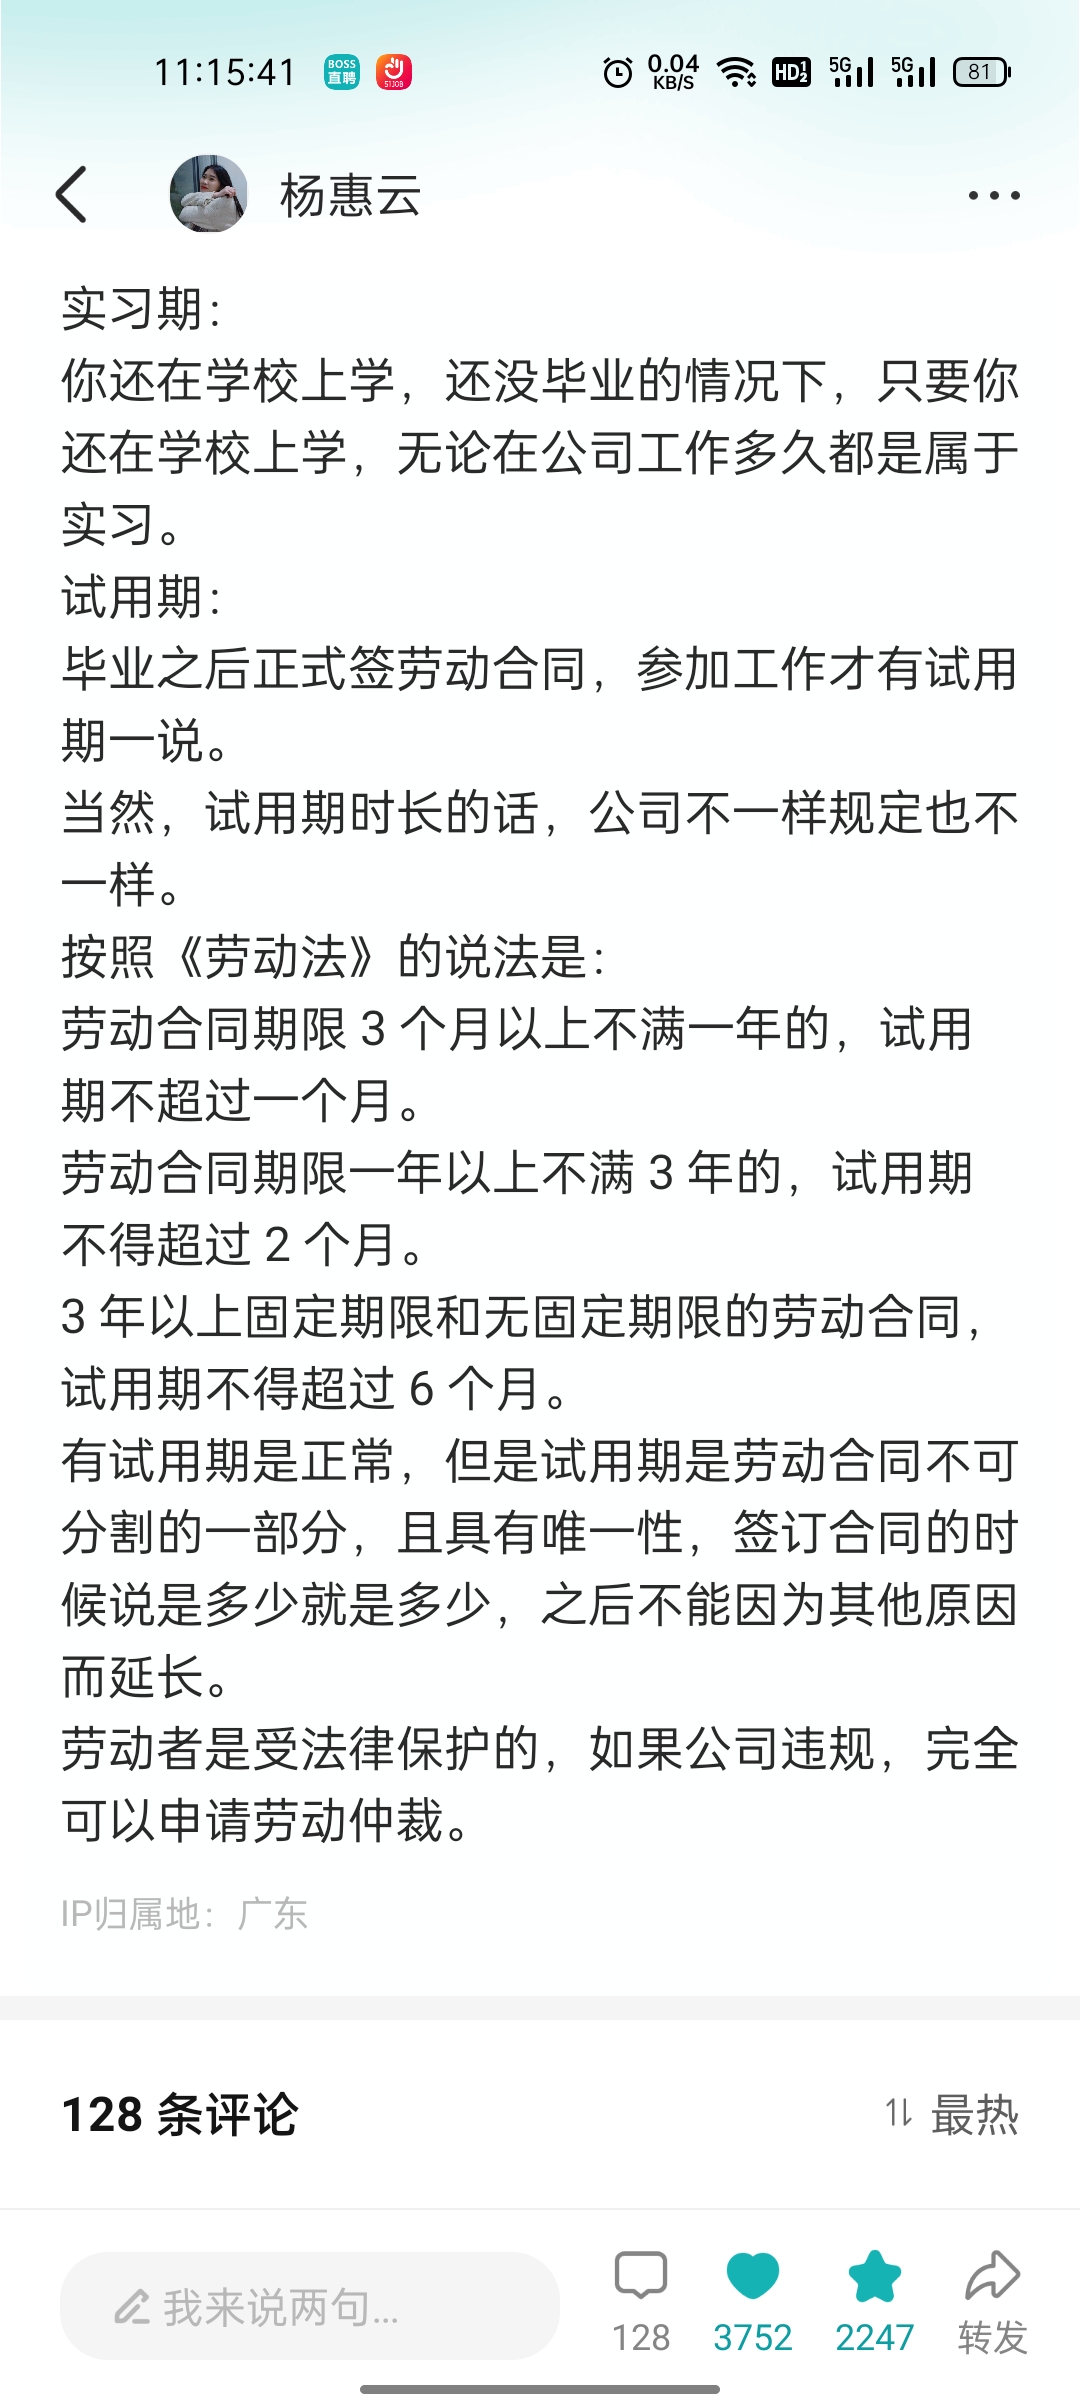 11:15:41
BOSS
直聘
51JOB
0.04
KB/S
HD1
2
5G
5G
81
杨惠云
实习期：
你还在学校上学，还没毕业的情况下，只要你
还在学校上学，无论在公司工作多久都是属于
实习。
试用期：
毕业之后正式签劳动合同，参加工作才有试用
期一说。
当然，试用期时长的话，公司不一样规定也不
一样。
按照《劳动法》的说法是：
劳动合同期限 3 个月以上不满一年的，试用
期不超过一个月。
劳动合同期限一年以上不满 3 年的，试用期
不得超过 2 个月。
3 年以上固定期限和无固定期限的劳动合同，
试用期不得超过 6 个月。
有试用期是正常，但是试用期是劳动合同不可
分割的一部分，且具有唯一性，签订合同的时
候说是多少就是多少，之后不能因为其他原因
而延长。
劳动者是受法律保护的，如果公司违规，完全
可以申请劳动仲裁。
IP归属地：广东
128 条评论
最热
我来说两句...
128
3752
2247
转发